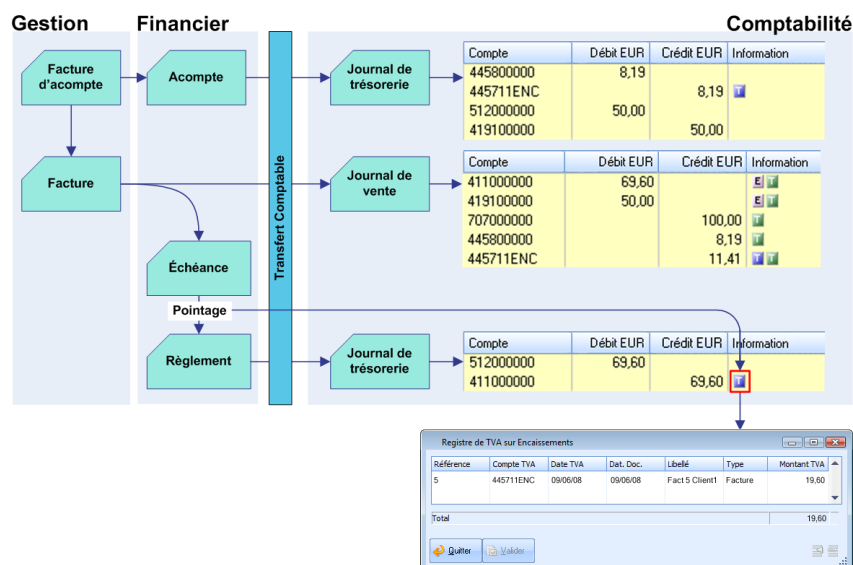 Gestion Financier Comptabilité
Facture d'acompte
Acompte
Journal de trésorerie
Compte Débit EUR Crédit EUR Information
445800000 8,19
445711ENC 8,19 T
512000000 50,00
419100000 50,00
Facture
Transfert Comptable
Journal de vente
Compte Débit EUR Crédit EUR Information
411000000 69,60 E T
419100000 50,00 E T
707000000 100,00 T
445800000 8,19 T
445711ENC 11,41 T T
Échéance
Pointage
Règlement
Journal de trésorerie
Compte Débit EUR Crédit EUR Information
512000000 69,60
411000000 69,60 T
Registre de TVA sur Encaissements
Référence Compte TVA Date TVA Dat. Doc. Libellé Type Montant TVA
5 445711ENC 09/06/08 09/06/08 Fact 5 Client1 Facture 19,60
Total 19,60
Quitter Valider